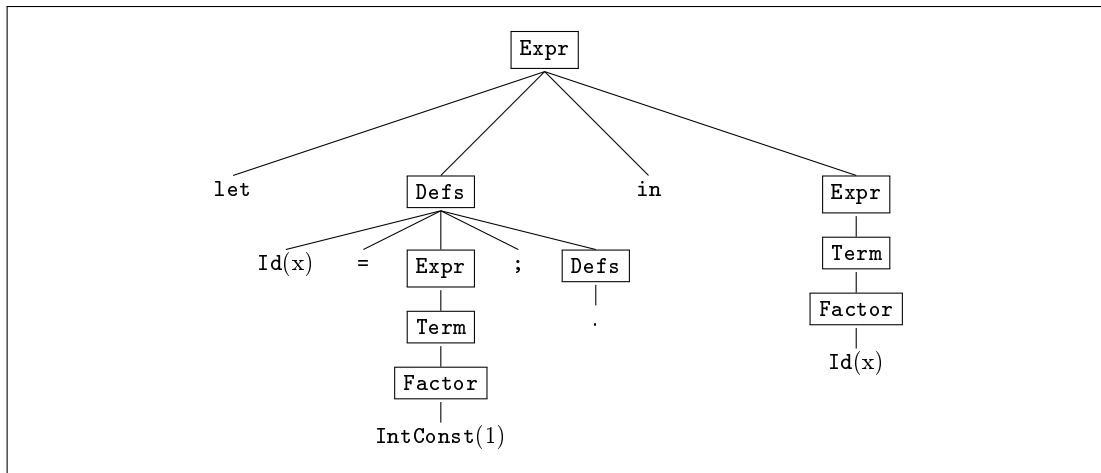 Expr
let Defs in Expr
Id(x) = Expr ; Defs Term
Term . Factor
Factor Id(x)
IntConst(1)